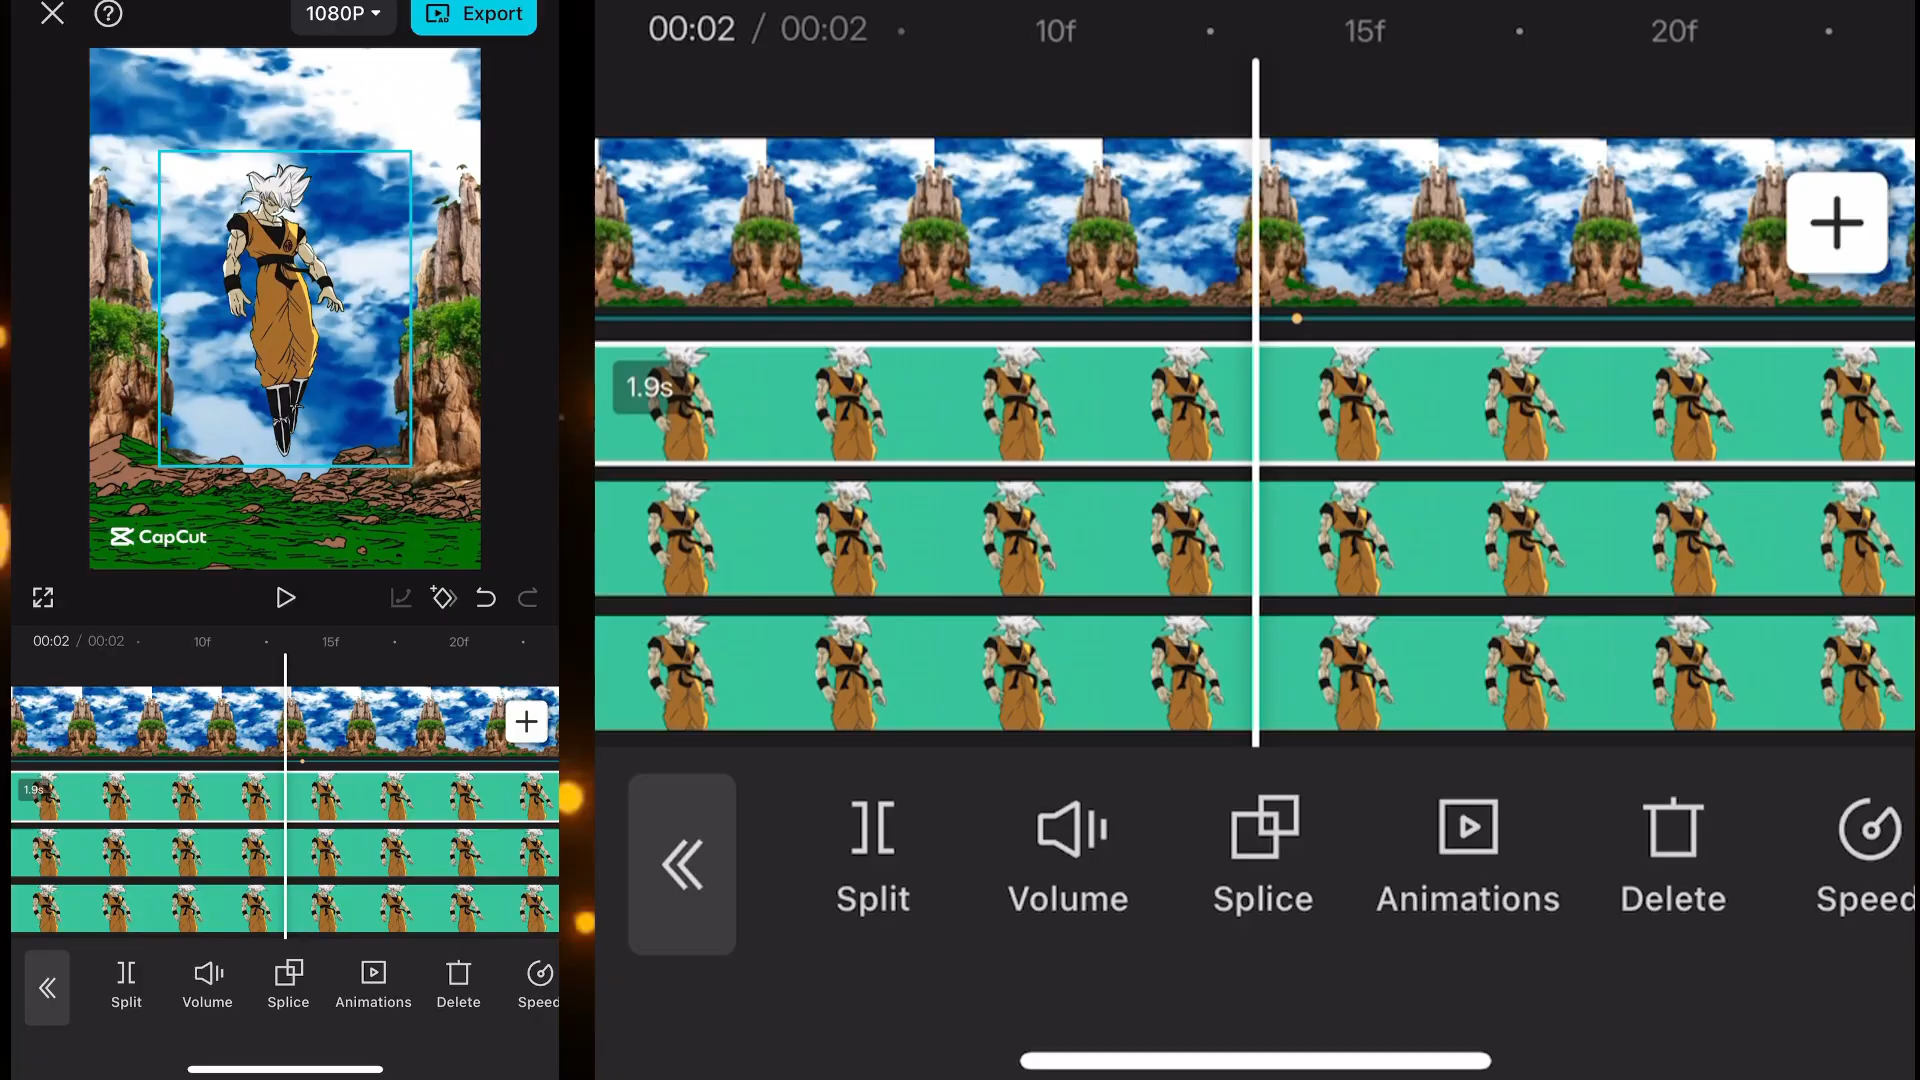 1080P
Export
CapCut
00:02 / 00:02 10f 15f 20f
1.9s
Split Volume Splice Animations Delete Speed
00:02 / 00:02 10f 15f 20f
1.9s
Split Volume Splice Animations Delete Speed